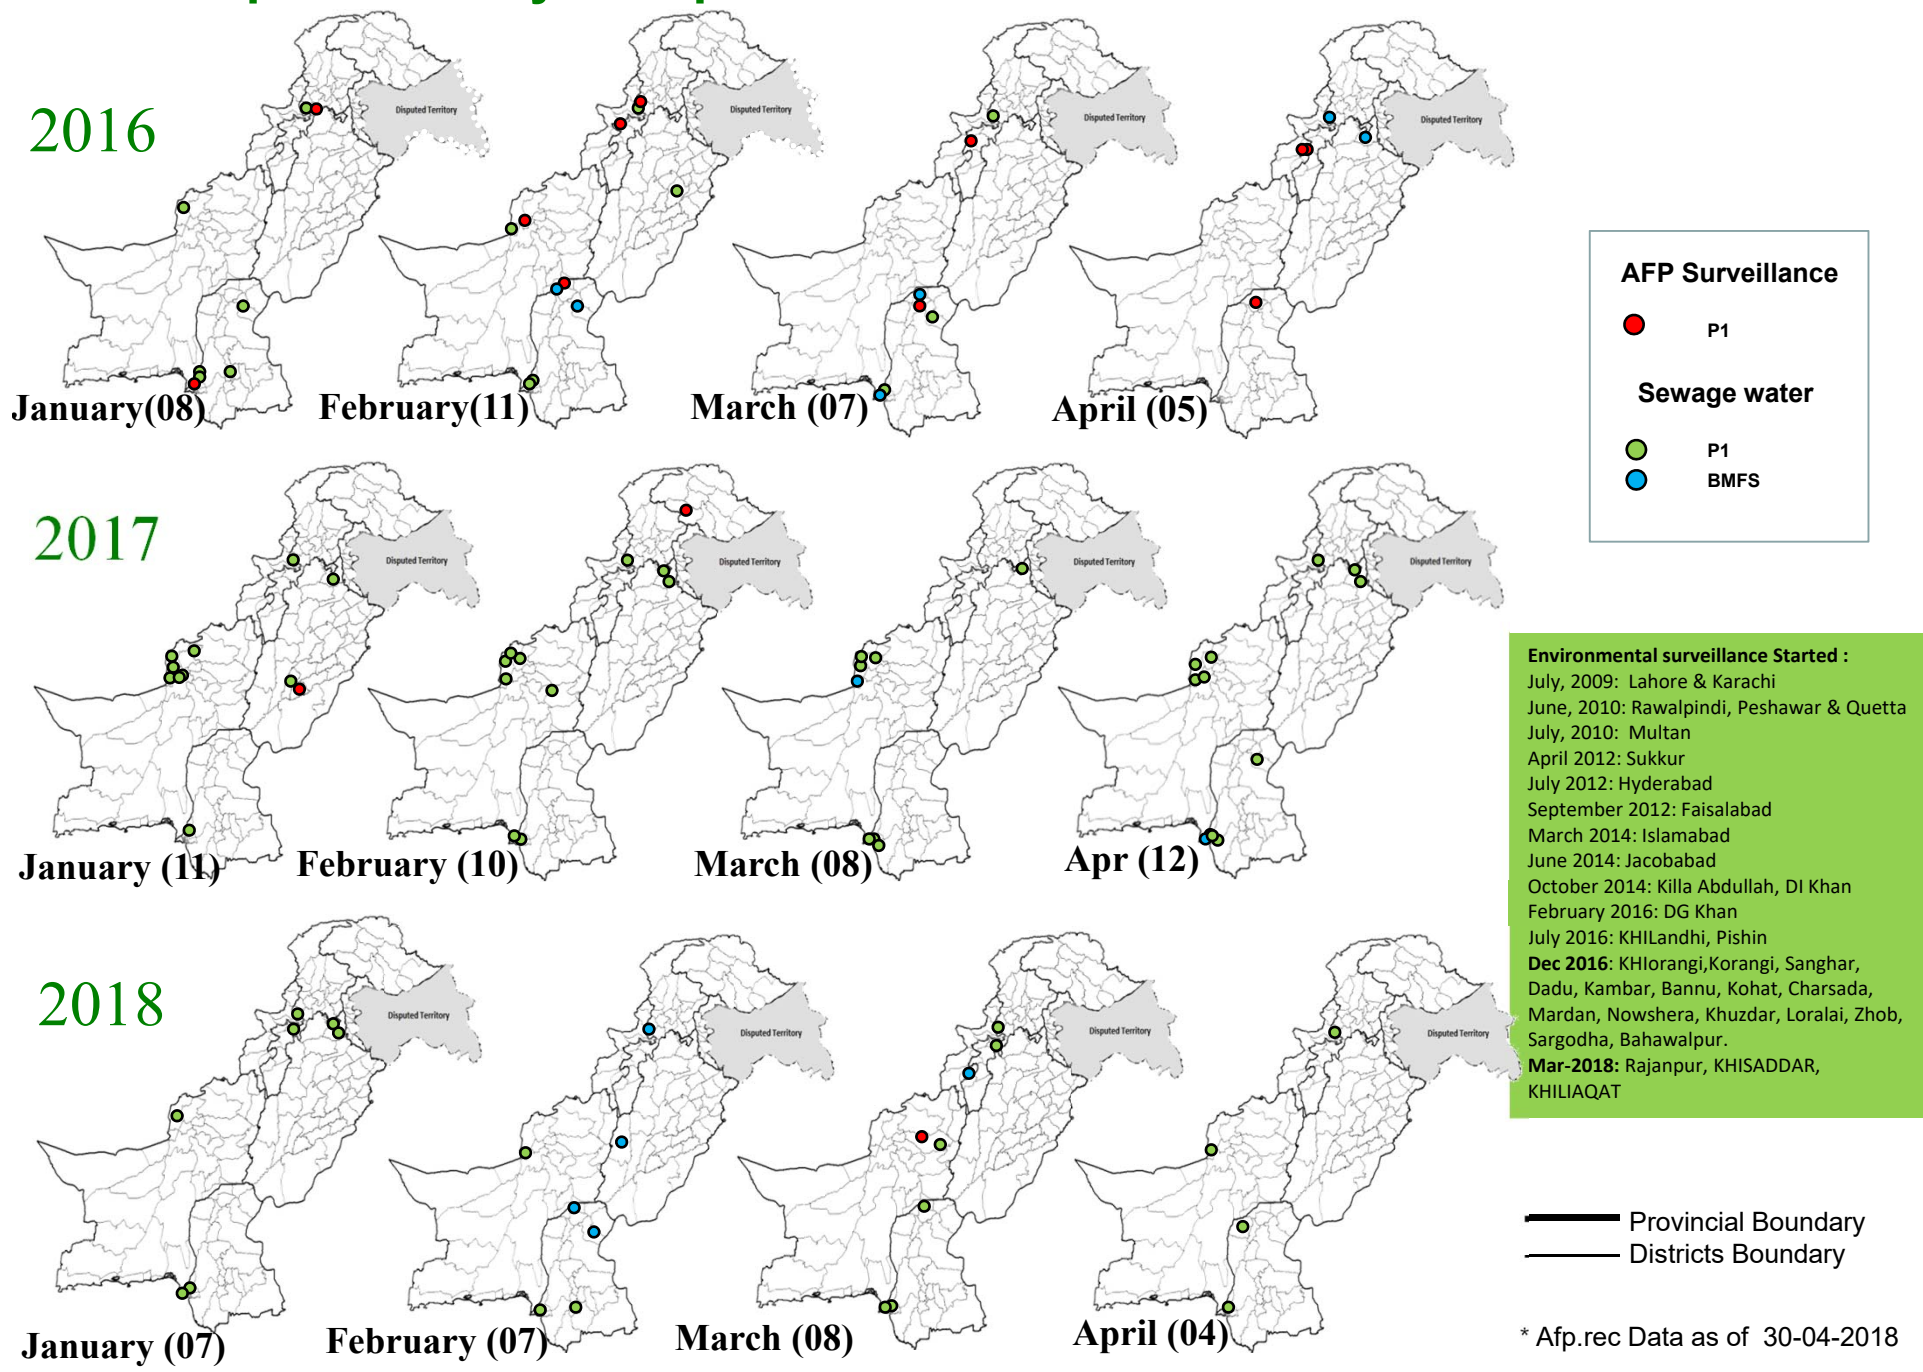 2016
Disputed Territory
Disputed Territory
Disputed Territory
Disputed Territory
January(08)
February(11)
March (07)
April (05)
AFP Surveillance
P1
Sewage water
P1
BMFS
2017
Disputed Territory
Disputed Territory
Disputed Territory
Disputed Territory
January (11)
February (10)
March (08)
Apr (12)
Environmental surveillance Started :
July, 2009: Lahore & Karachi
June, 2010: Rawalpindi, Peshawar & Quetta
July, 2010: Multan
April 2012: Sukkur
July 2012: Hyderabad
September 2012: Faisalabad
March 2014: Islamabad
June 2014: Jacobabad
October 2014: Killa Abdullah, DI Khan
February 2016: DG Khan
July 2016: KHILandhi, Pishin
Dec 2016: KHIorangi,Korangi, Sanghar,
Dadu, Kambar, Bannu, Kohat, Charsada,
Mardan, Nowshera, Khuzdar, Loralai, Zhob,
Sargodha, Bahawalpur.
Mar-2018: Rajanpur, KHISADDAR,
KHILIAQAT
2018
Disputed Territory
Disputed Territory
Disputed Territory
Disputed Territory
January (07)
February (07)
March (08)
April (04)
Provincial Boundary
Districts Boundary
* Afp.rec Data as of 30-04-2018